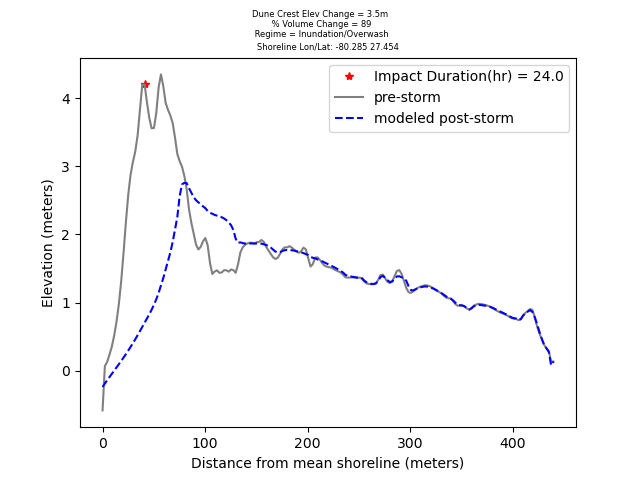 Dune Crest Elev Change = 3.5m
% Volume Change = 89
Regime = Inundation/Overwash
Shoreline Lon/Lat: -80.285 27.454
Impact Duration(hr) = 24.0
pre-storm
modeled post-storm
Elevation (meters)
4
3
2
1
0
0 100 200 300 400
Distance from mean shoreline (meters)